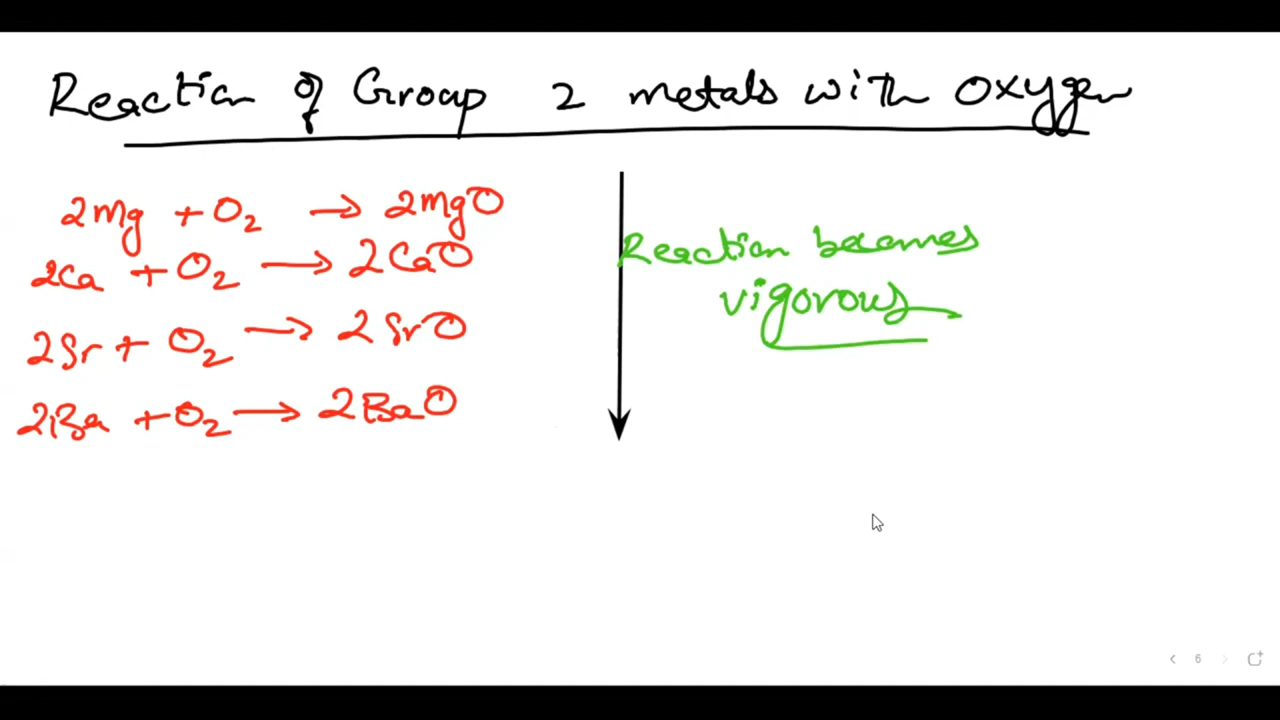 Reaction of Group 2 metals with Oxygen
2Mg + O₂ → 2MgO
2Ca + O₂ → 2CaO
2Sr + O₂ → 2SrO
2Ba + O₂ → 2BaO
Reaction becomes
vigorous
6